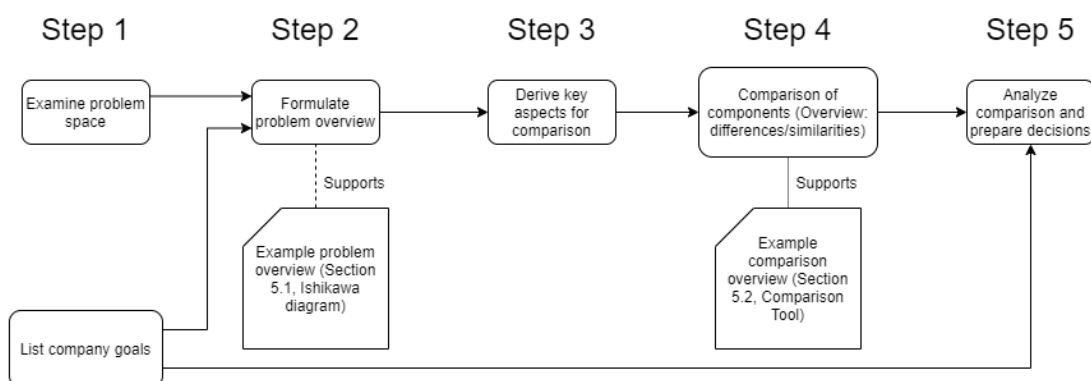 Step 1
Step 2
Step 3
Step 4
Step 5
Examine problem
space
Formulate
problem overview
Derive key
aspects for
comparison
Comparison of
components (Overview:
differences/similarities)
Analyze
comparison and
prepare decisions
Supports
Supports
Example problem
overview (Section
5.1, Ishikawa
diagram)
Example
comparison
overview (Section
5.2, Comparison
Tool)
List company goals